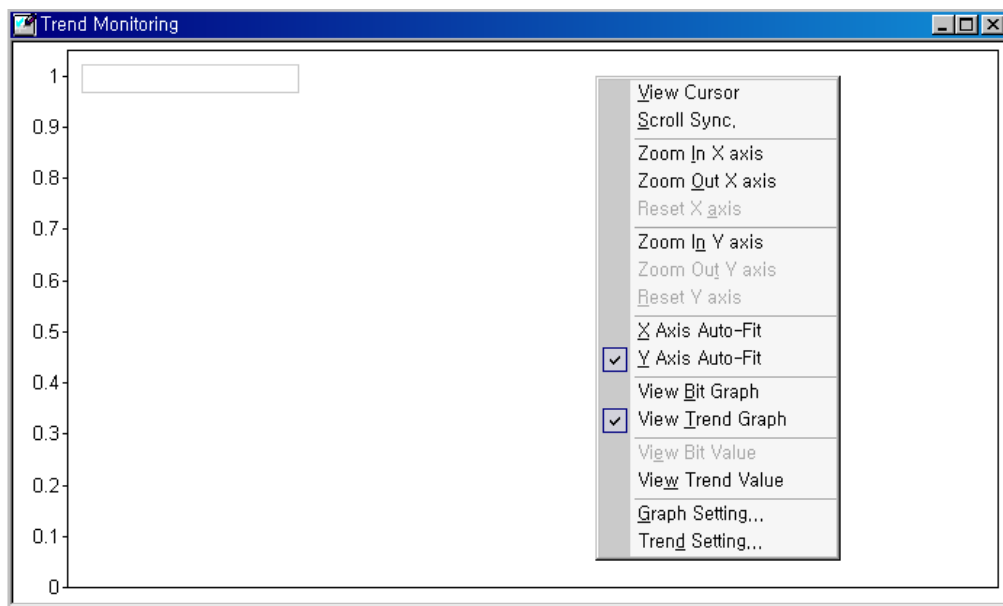 Trend Monitoring
1
0.9
0.8
0.7
0.6
0.5
0.4
0.3
0.2
0.1
0
View Cursor
Scroll Sync.
Zoom In X axis
Zoom Out X axis
Reset X axis
Zoom In Y axis
Zoom Out Y axis
Reset Y axis
X Axis Auto-Fit
Y Axis Auto-Fit
View Bit Graph
View Trend Graph
View Bit Value
View Trend Value
Graph Setting...
Trend Setting...